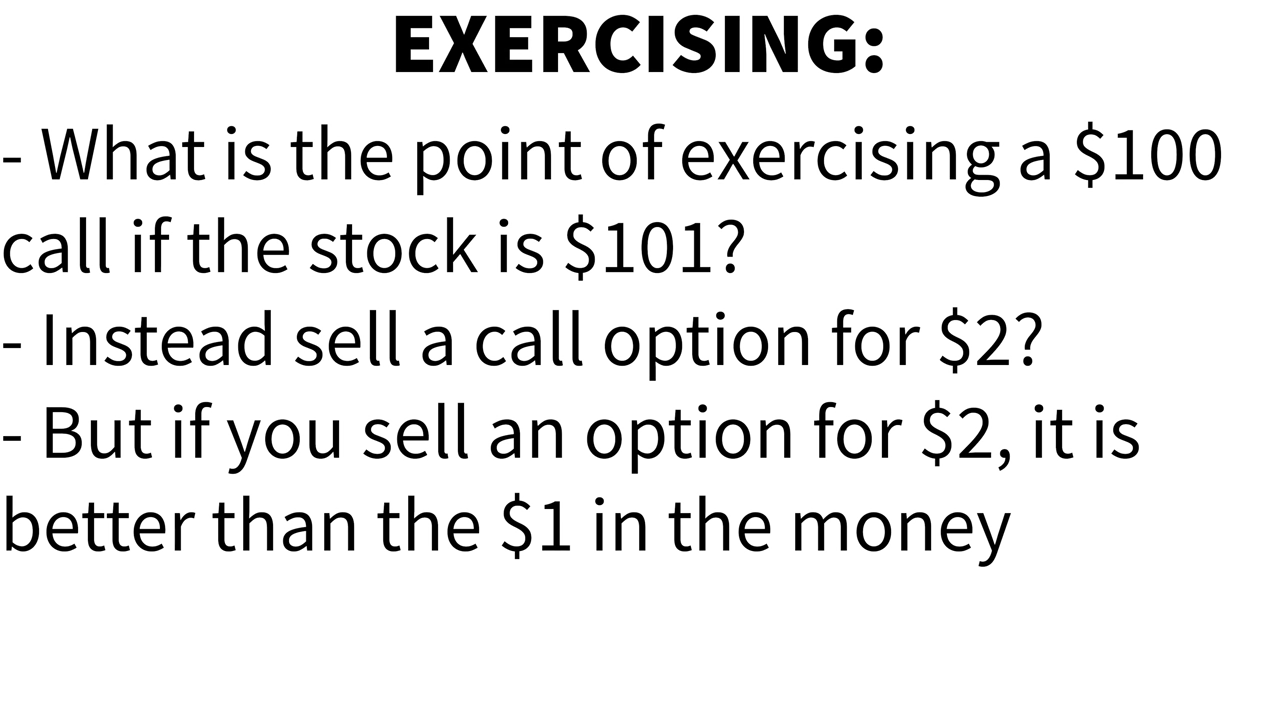 EXERCISING:
- What is the point of exercising a $100
call if the stock is $101?
- Instead sell a call option for $2?
- But if you sell an option for $2, it is
better than the $1 in the money